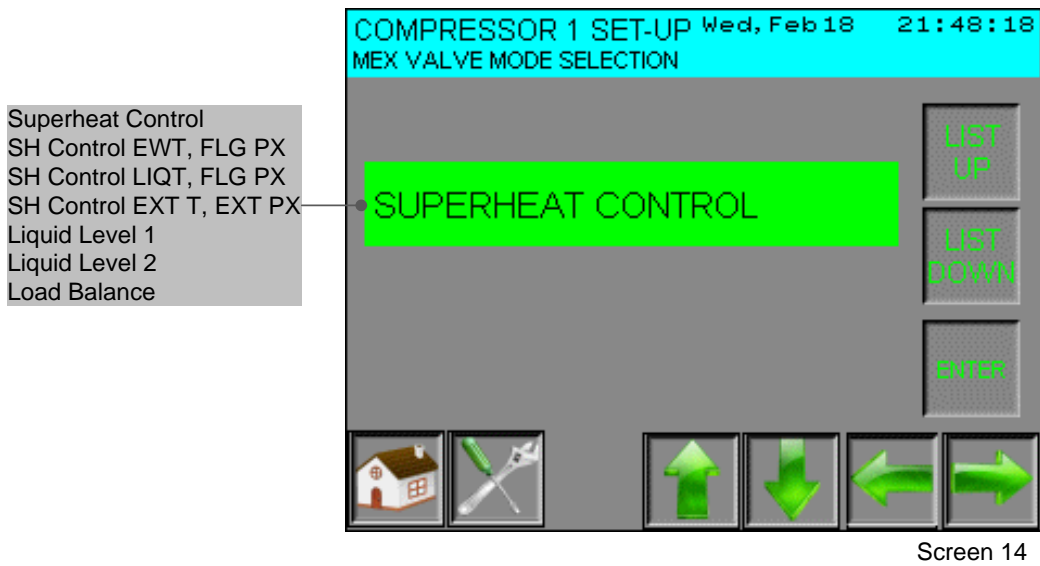 COMPRESSOR 1 SET-UP Wed, Feb 18 21:48:18
MEX VALVE MODE SELECTION
Superheat Control
SH Control EWT, FLG PX
SH Control LIQT, FLG PX
SH Control EXT T, EXT PX
Liquid Level 1
Liquid Level 2
Load Balance
SUPERHEAT CONTROL
LIST
UP
LIST
DOWN
ENTER
Screen 14